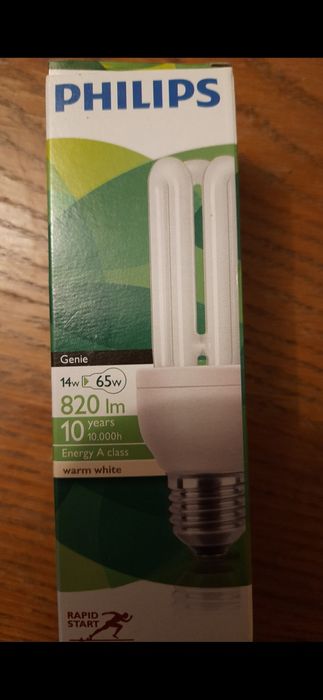 PHILIPS
Genie
14w 65w
820 lm
10 years
10.000h
Energy A class
warm white
RAPID
START